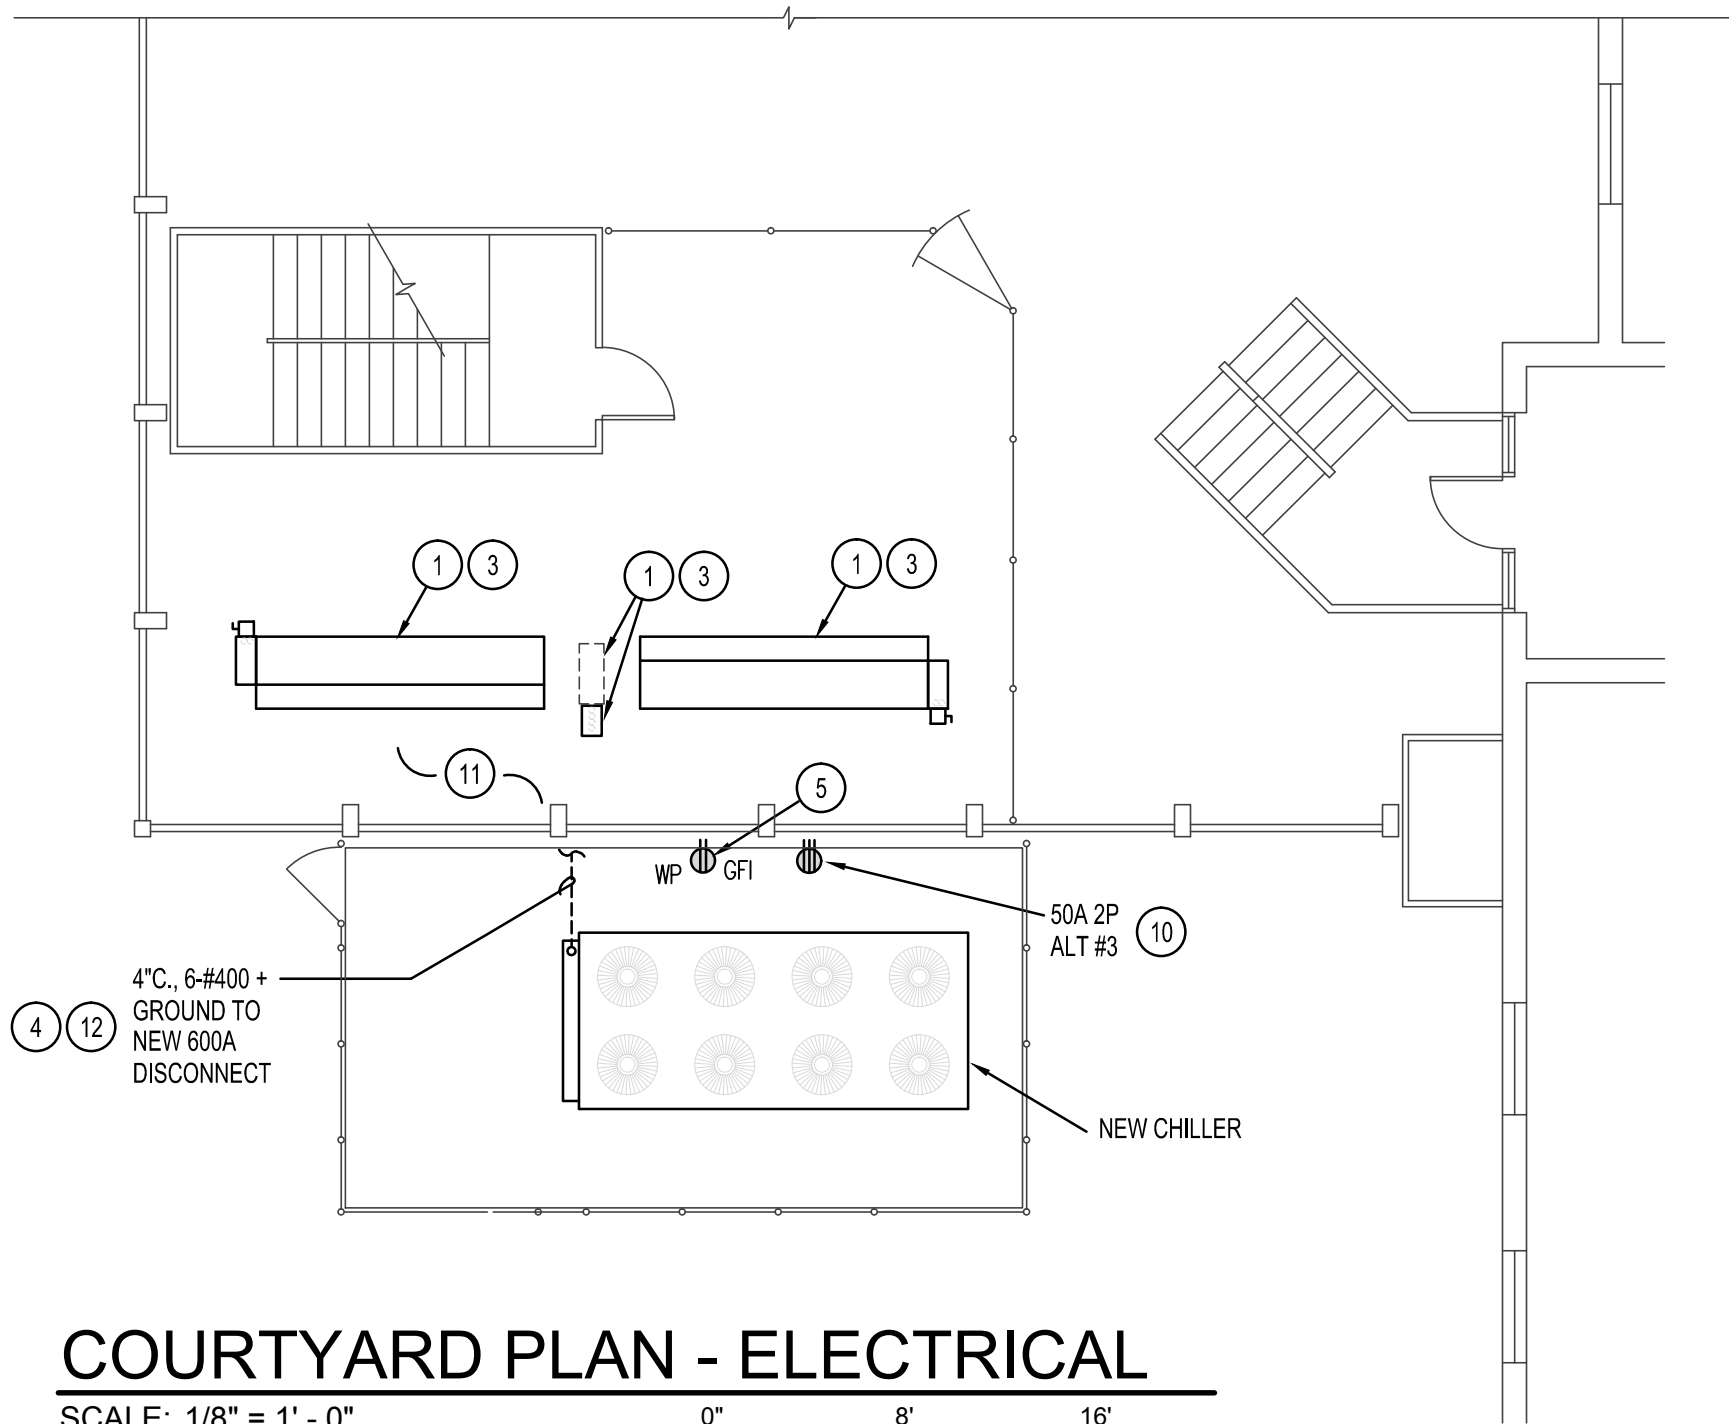 1 3
1 3
1 3
11
5
WP GFI
50A 2P
ALT #3
10
4"C., 6-#400 +
GROUND TO
NEW 600A
DISCONNECT
4 12
NEW CHILLER
COURTYARD PLAN - ELECTRICAL
SCALE: 1/8" = 1' - 0"
0" 8' 16'